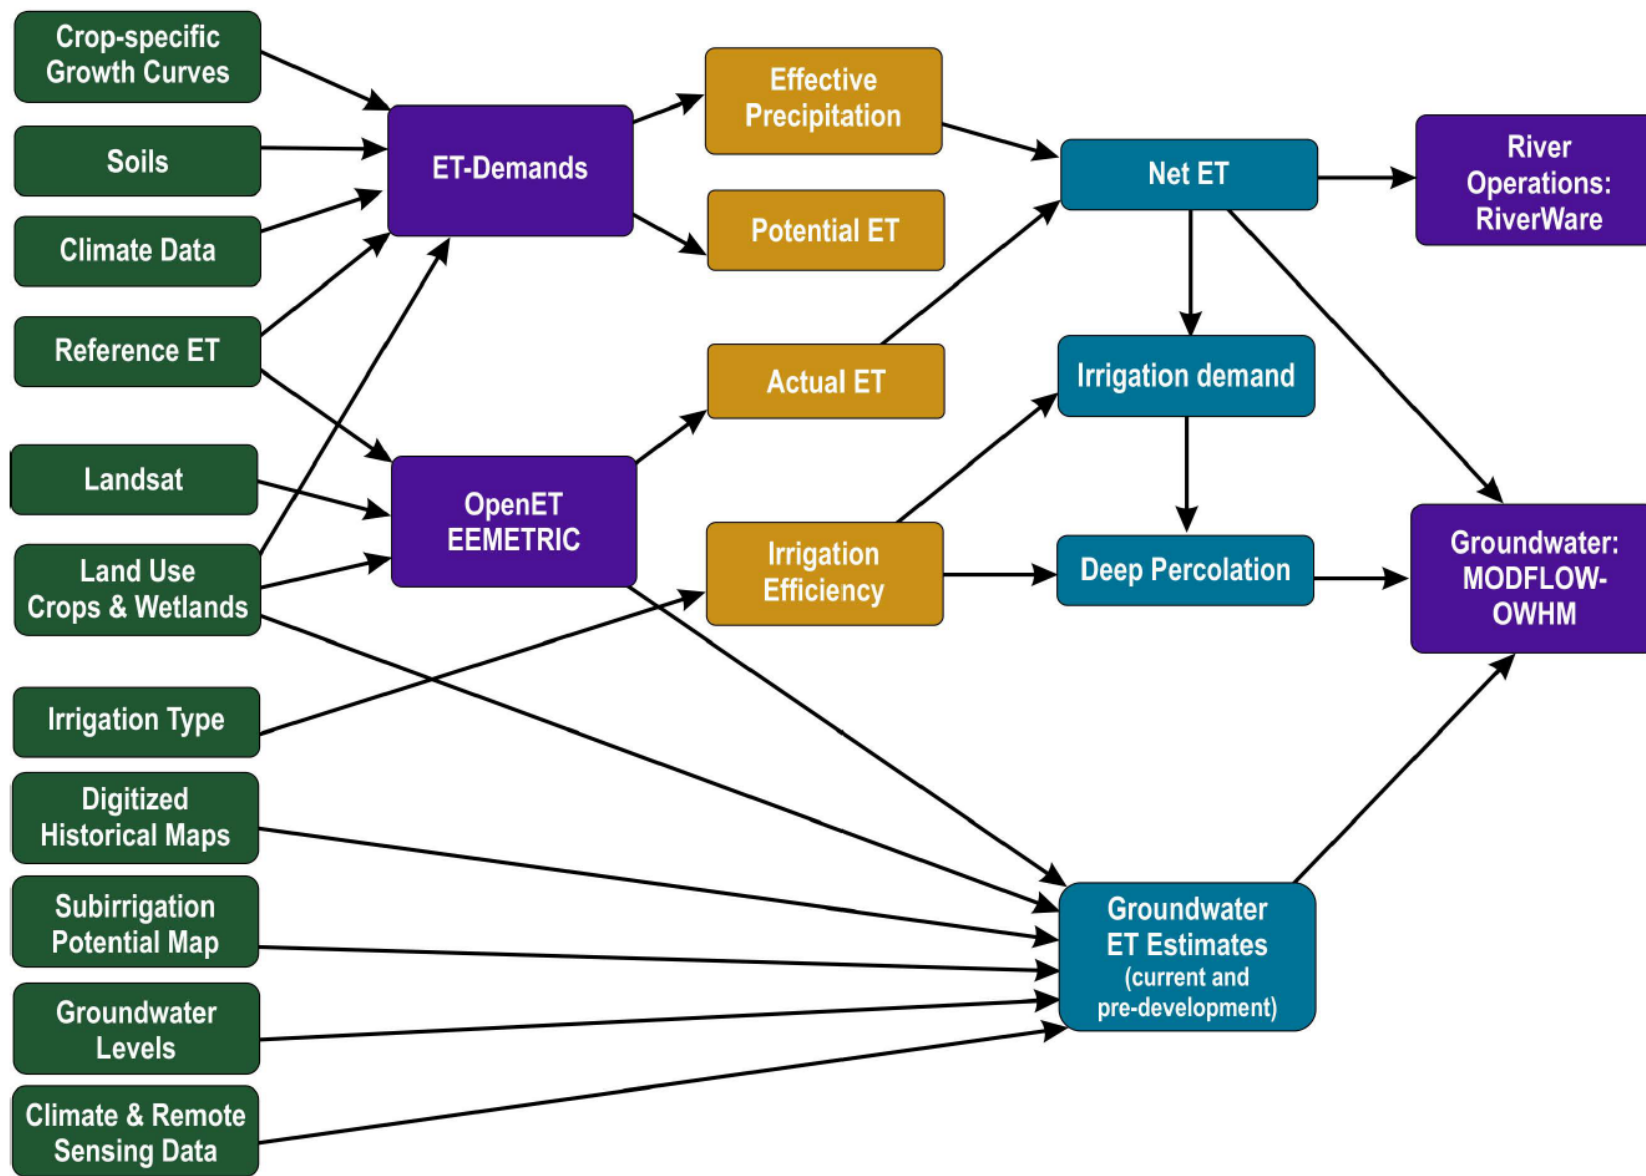 Crop-specific
Growth Curves
Soils
Climate Data
Reference ET
Landsat
Land Use
Crops & Wetlands
Irrigation Type
Digitized
Historical Maps
Subirrigation
Potential Map
Groundwater
Levels
Climate & Remote
Sensing Data
ET-Demands
OpenET
EEMETRIC
Effective
Precipitation
Potential ET
Actual ET
Irrigation
Efficiency
Net ET
Irrigation demand
Deep Percolation
Groundwater
ET Estimates
(current and
pre-development)
River
Operations:
RiverWare
Groundwater:
MODFLOW-
OWHM